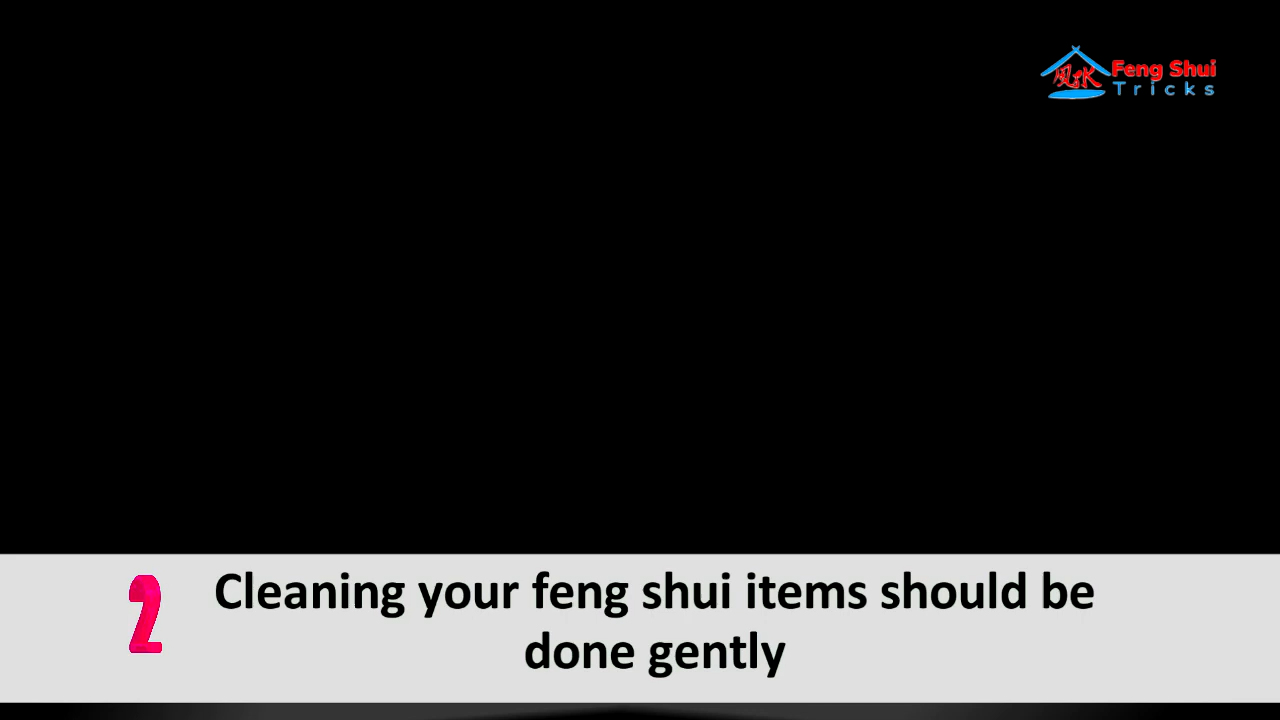 Feng Shui
Tricks
2
Cleaning your feng shui items should be
done gently